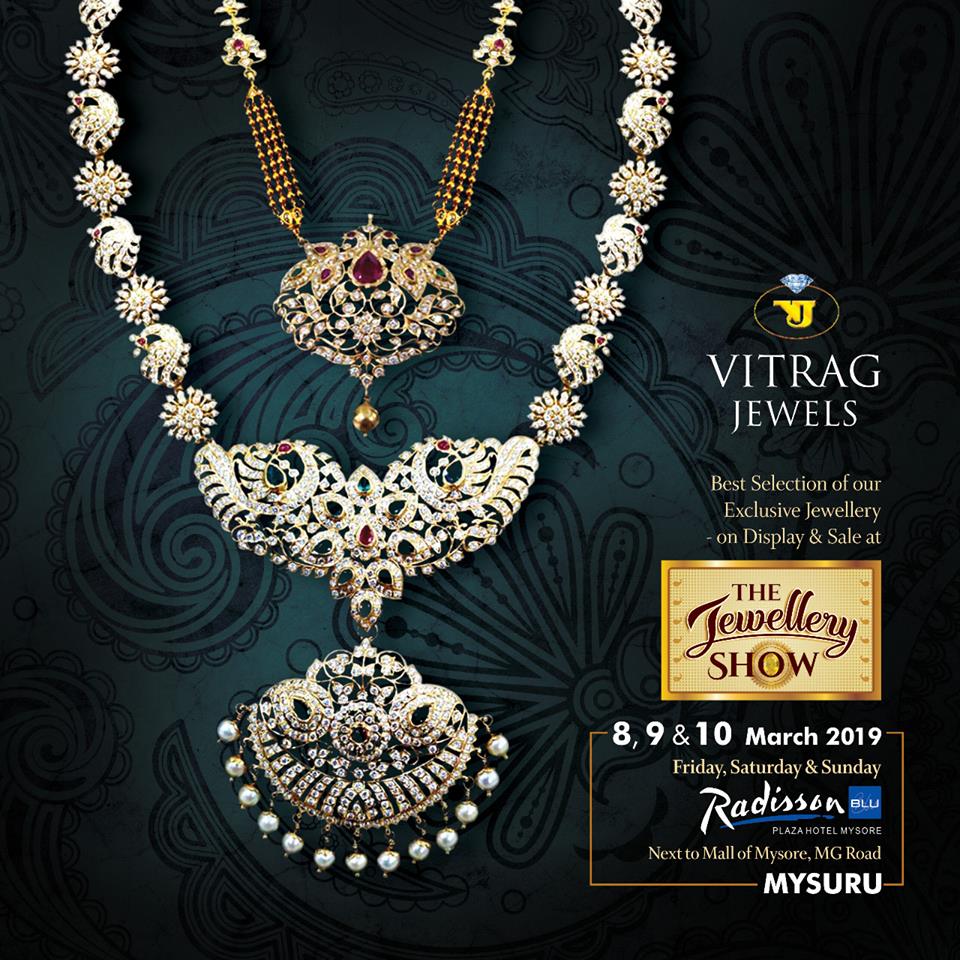 VJ
VITRAG
JEWELS
Best Selection of our
Exclusive Jewellery
- on Display & Sale at
THE
Jewellery
SHOW
8, 9 & 10 March 2019
Friday, Saturday & Sunday
Radisson BLU
PLAZA HOTEL MYSORE
Next to Mall of Mysore, MG Road
MYSURU